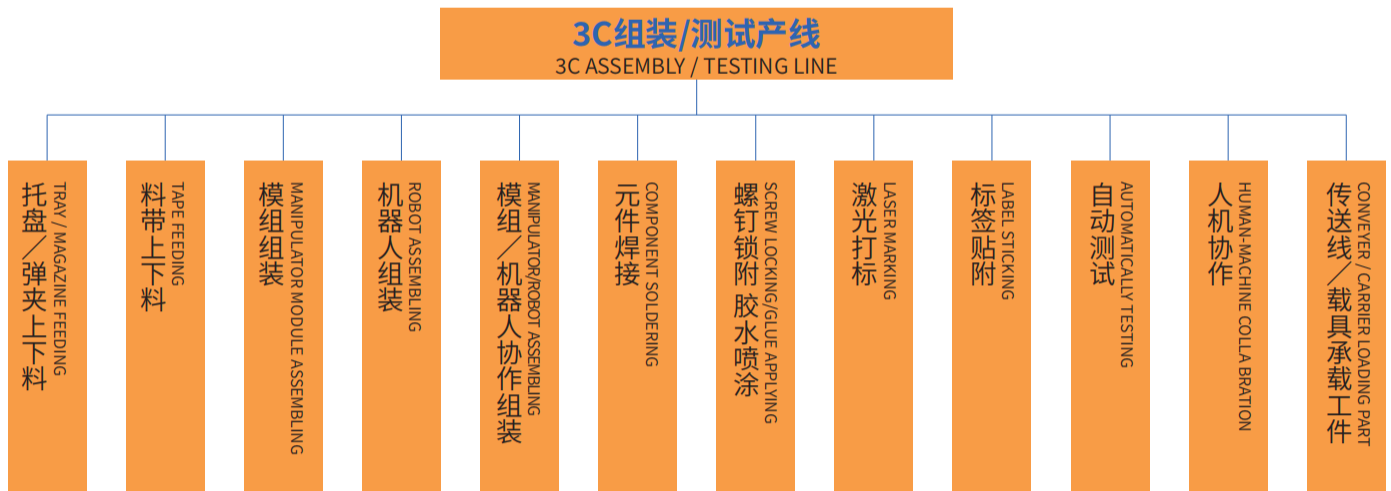 3C组装/测试产线
3C ASSEMBLY / TESTING LINE
托盘／弹夹上下料
TRAY / MAGAZINE FEEDING
料带上下料
TAPE FEEDING
模组组装
MANIPULATOR MODULE ASSEMBLING
机器人组装
ROBOT ASSEMBLING
模组／机器人协作组装
MANIPULATOR/ROBOT ASSEMBLING
元件焊接
COMPONENT SOLDERING
螺钉锁附 胶水喷涂
SCREW LOCKING/GLUE APPLYING
激光打标
LASER MARKING
标签贴附
LABEL STICKING
自动测试
AUTOMATICALLY TESTING
人机协作
HUMAN-MACHINE COLLA BRATION
传送线／载具承载工件
CONVEYER / CARRIER LOADING PART